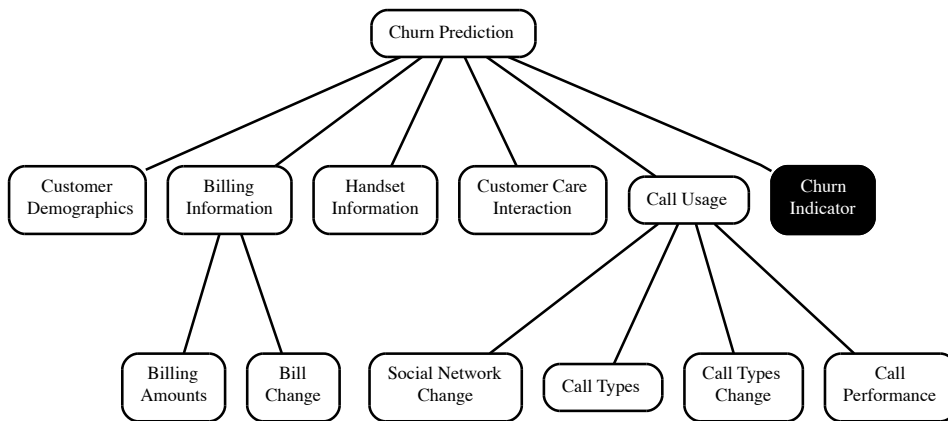 Churn Prediction
Customer
Demographics
Billing
Information
Handset
Information
Customer Care
Interaction
Call Usage
Churn
Indicator
Billing
Amounts
Bill
Change
Social Network
Change
Call Types
Call Types
Change
Call
Performance